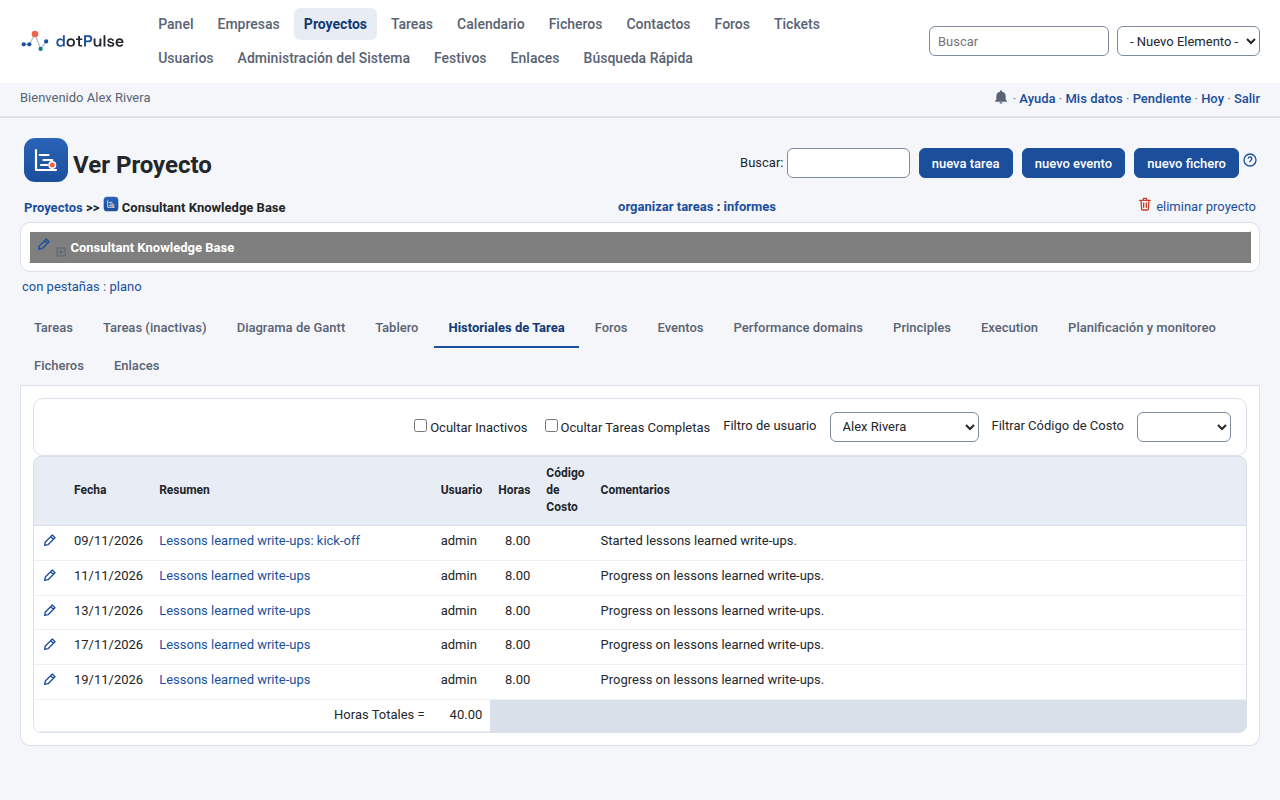 dotPulse
Panel Empresas Proyectos Tareas Calendario Ficheros Contactos Foros Tickets
Usuarios Administración del Sistema Festivos Enlaces Búsqueda Rápida
Buscar - Nuevo Elemento -
Bienvenido Alex Rivera
· Ayuda · Mis datos · Pendiente · Hoy · Salir
Ver Proyecto
Buscar: nueva tarea nuevo evento nuevo fichero
Proyectos >> Consultant Knowledge Base
organizar tareas : informes
eliminar proyecto
Consultant Knowledge Base
con pestañas : plano
Tareas Tareas (inactivas) Diagrama de Gantt Tablero Historiales de Tarea Foros Eventos Performance domains Principles Execution Planificación y monitoreo
Ficheros Enlaces
Ocultar Inactivos Ocultar Tareas Completas Filtro de usuario Alex Rivera Filtrar Código de Costo
Fecha Resumen Usuario Horas Código de Costo Comentarios
09/11/2026 Lessons learned write-ups: kick-off admin 8.00 Started lessons learned write-ups.
11/11/2026 Lessons learned write-ups admin 8.00 Progress on lessons learned write-ups.
13/11/2026 Lessons learned write-ups admin 8.00 Progress on lessons learned write-ups.
17/11/2026 Lessons learned write-ups admin 8.00 Progress on lessons learned write-ups.
19/11/2026 Lessons learned write-ups admin 8.00 Progress on lessons learned write-ups.
Horas Totales = 40.00